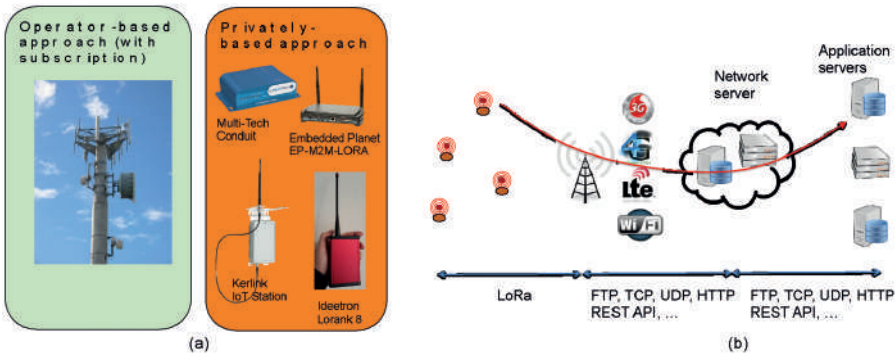 Operator-based
approach (with
subscription)
Privately-
based approach
Multi-Tech
Conduit
Embedded Planet
EP-M2M-LORA
Kerlink
IoT Station
Ideetron
Lorank 8
(a)
Application
servers
Network
server
3G
4G
Lte
Wi Fi
LoRa
FTP, TCP, UDP, HTTP
REST API, ...
FTP, TCP, UDP, HTTP
REST API, ...
(b)